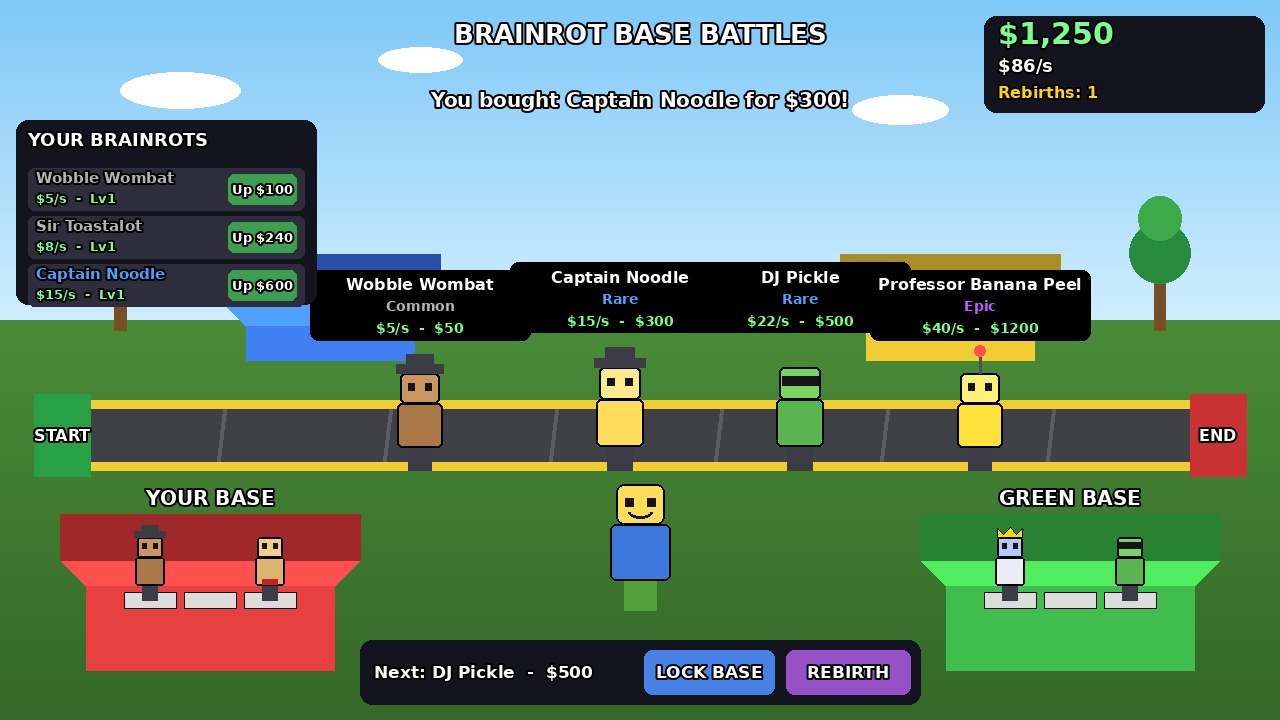 BRAINROT BASE BATTLES
$1,250
$86/s
Rebirths: 1
You bought Captain Noodle for $300!
YOUR BRAINROTS
Wobble Wombat
$5/s - Lv1
Up $100
Sir Toastalot
$8/s - Lv1
Up $240
Captain Noodle
$15/s - Lv1
Up $600
Wobble Wombat
Common
$5/s - $50
Captain Noodle
Rare
$15/s - $300
DJ Pickle
Rare
$22/s - $500
Professor Banana Peel
Epic
$40/s - $1200
START
END
YOUR BASE
GREEN BASE
Next: DJ Pickle - $500
LOCK BASE
REBIRTH